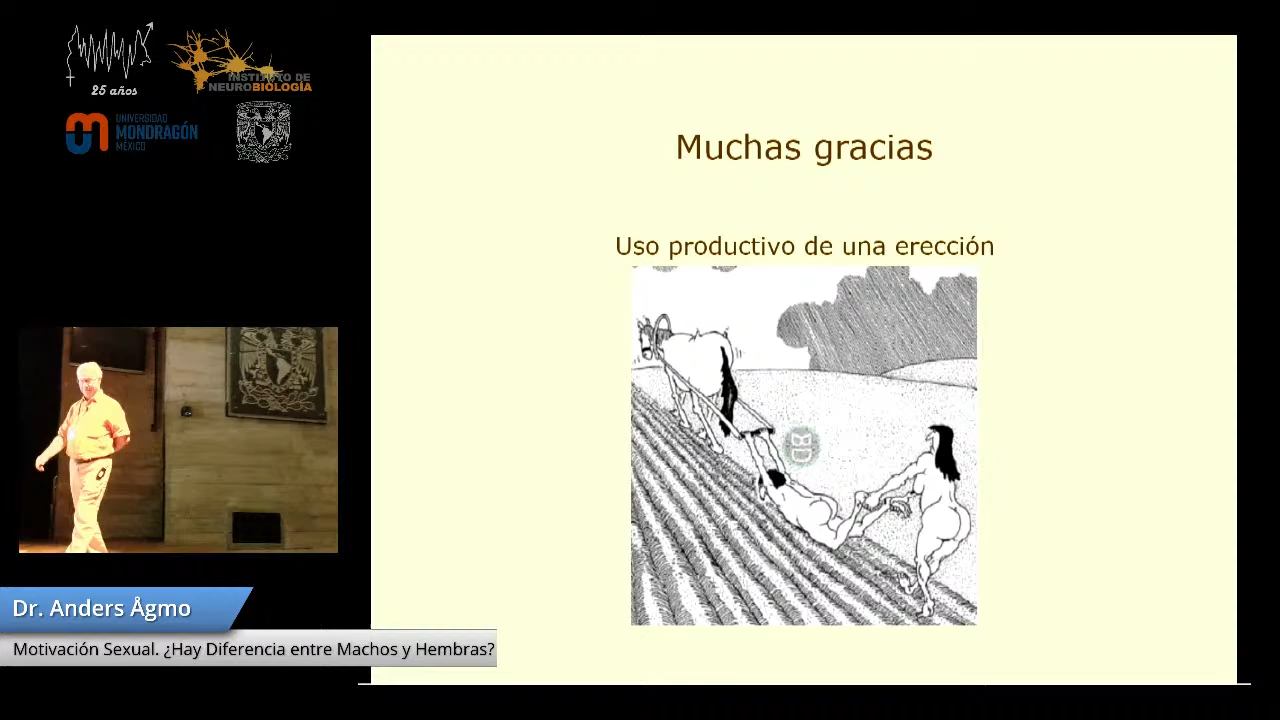 25 años
INSTITUTO DE
NEUROBIOLOGÍA
UNIVERSIDAD
MONDRAGÓN
MÉXICO
Muchas gracias
Uso productivo de una erección
Dr. Anders Ågmo
Motivación Sexual. ¿Hay Diferencia entre Machos y Hembras?